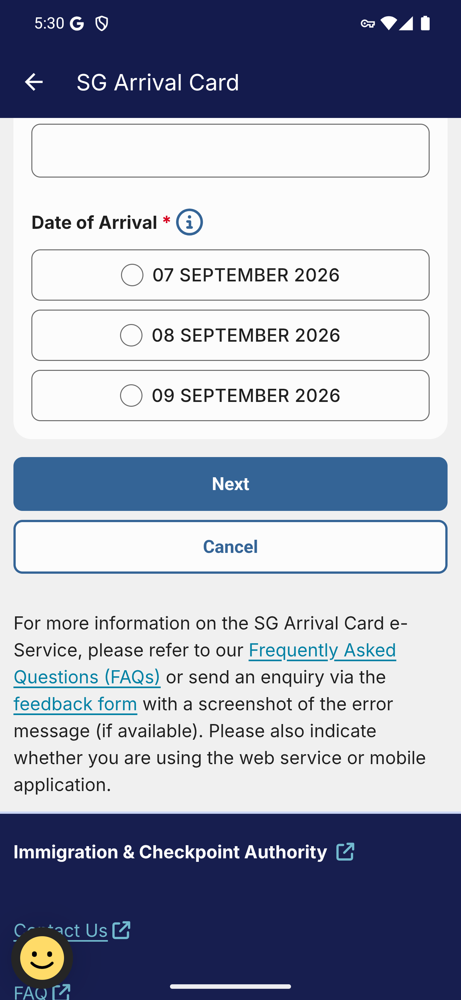 5:30
SG Arrival Card
Date of Arrival *
07 SEPTEMBER 2026
08 SEPTEMBER 2026
09 SEPTEMBER 2026
Next
Cancel
For more information on the SG Arrival Card e-
Service, please refer to our Frequently Asked
Questions (FAQs) or send an enquiry via the
feedback form with a screenshot of the error
message (if available). Please also indicate
whether you are using the web service or mobile
application.
Immigration & Checkpoint Authority
Contact Us
FAQ